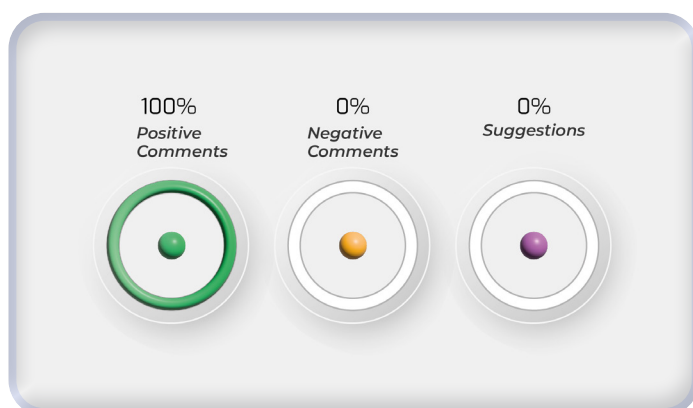 100%
Positive
Comments
0%
Negative
Comments
0%
Suggestions